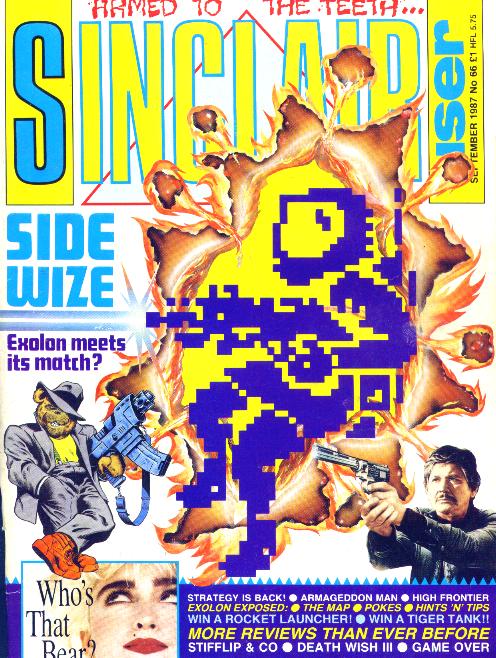 ARMED TO THE TEETH...
SINCLAIR
user
SEPTEMBER 1987 No 66 £1 HFL 5.75
SIDE
WIZE
Exolon meets
its match?
Who's
That
Bear?
STRATEGY IS BACK! ● ARMAGEDDON MAN ● HIGH FRONTIER
EXOLON EXPOSED: ● THE MAP ● POKES ● HINTS 'N' TIPS
WIN A ROCKET LAUNCHER! ● WIN A TIGER TANK!!
MORE REVIEWS THAN EVER BEFORE
STIFFLIP & CO ● DEATH WISH III ● GAME OVER